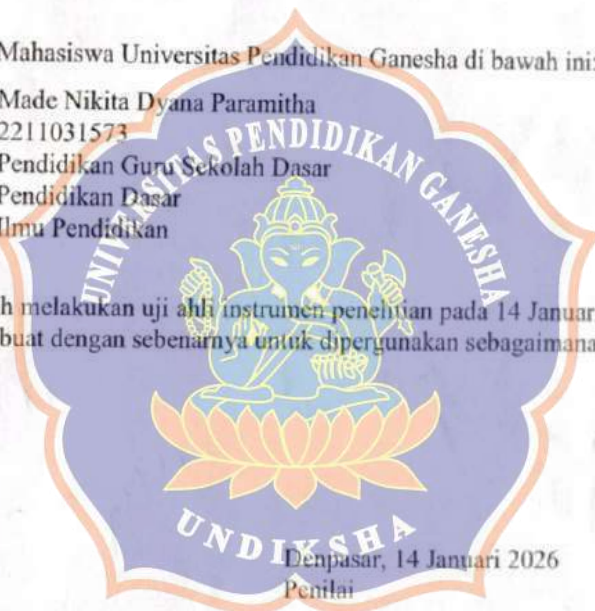 Mahasiswa Universitas Pendidikan Ganesha di bawah ini:
Made Nikita Dyana Paramitha
2211031573
Pendidikan Guru Sekolah Dasar
Pendidikan Dasar
Ilmu Pendidikan
UNIVERSITAS PENDIDIKAN GANESHA
h melakukan uji ahli instrumen penelitian pada 14 Januar
buat dengan sebenarnya untuk dipergunakan sebagaimana
UNDIKSHA
Denpasar, 14 Januari 2026
Penilai